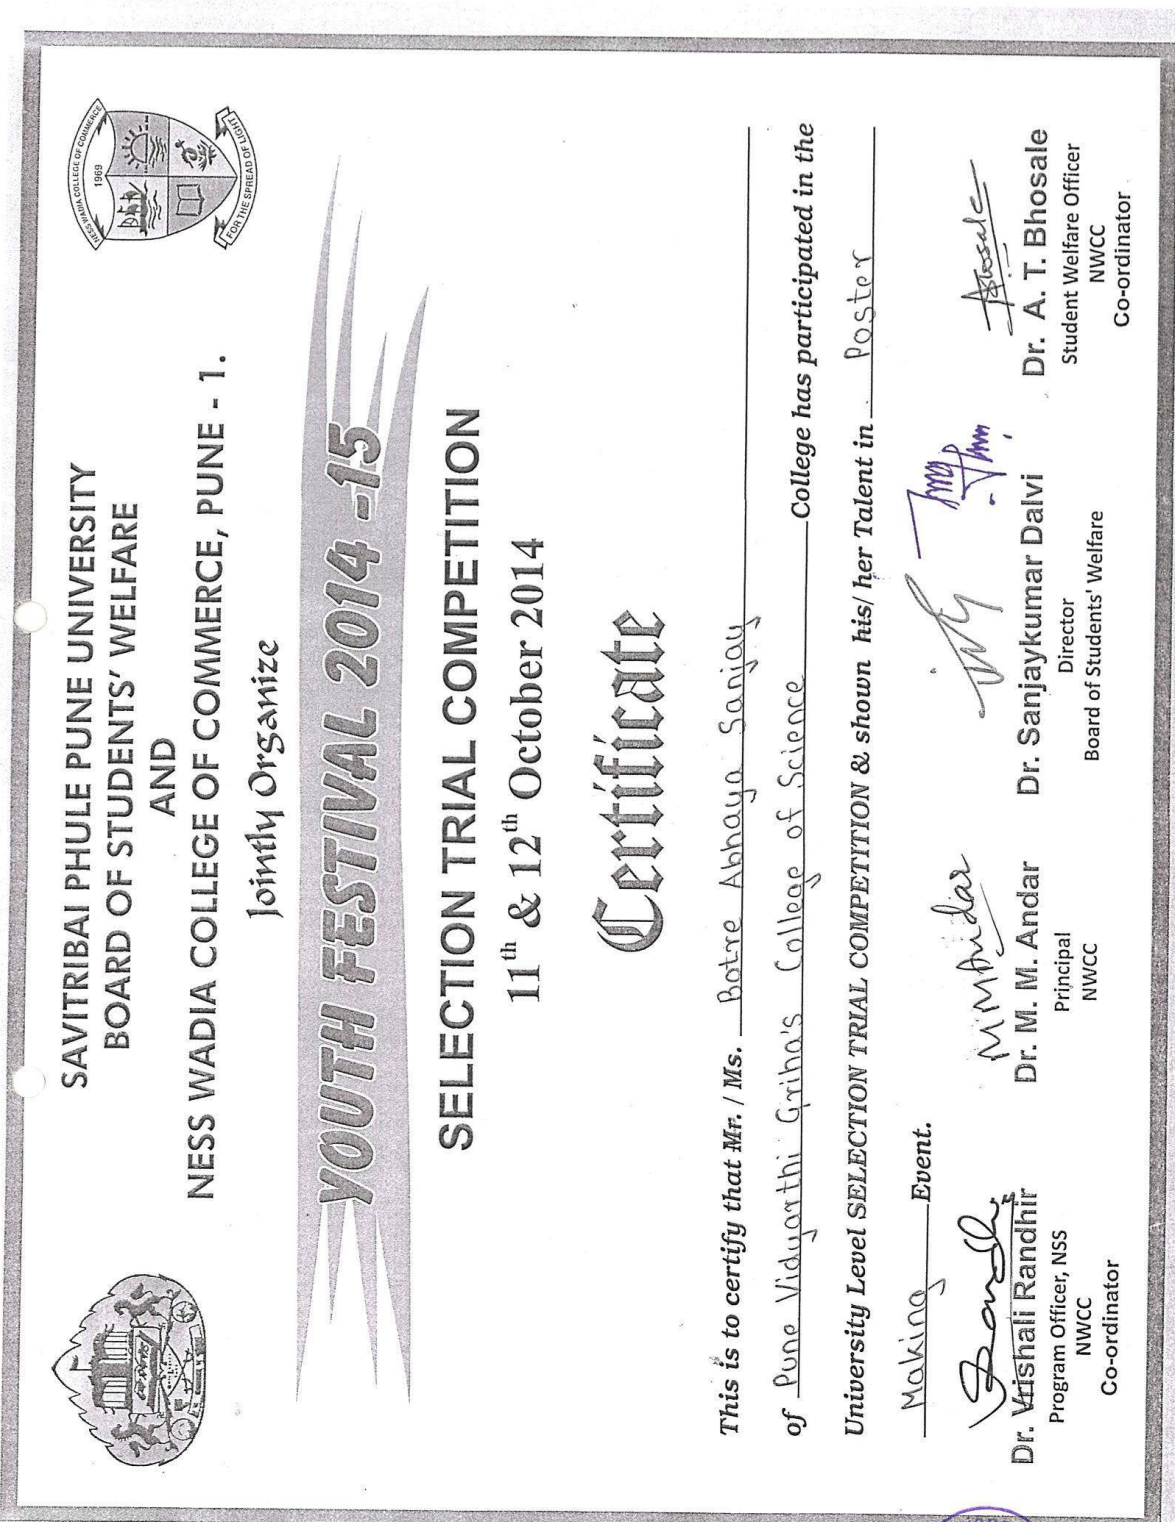 SAVITRIBAI PHULE PUNE UNIVERSITY
BOARD OF STUDENTS' WELFARE
AND
NESS WADIA COLLEGE OF COMMERCE, PUNE - 1.
Jointly Organize
NESS WADIA COLLEGE OF COMMERCE
1969
FOR THE SPREAD OF LIGHT
YOUTH FESTIVAL 2014 -15
SELECTION TRIAL COMPETITION
11th & 12th October 2014
Certificate
This is to certify that Mr. / Ms. Botre Abhaya Sanjay
of Pune Vidyarthi Griha's College of Science College has participated in the
University Level SELECTION TRIAL COMPETITION & shown his/ her Talent in Poster
Making Event.
MMAndar
ABhosale
Dr. Vrishali Randhir
Program Officer, NSS
NWCC
Co-ordinator
Dr. M. M. Andar
Principal
NWCC
Dr. Sanjaykumar Dalvi
Director
Board of Students' Welfare
Dr. A. T. Bhosale
Student Welfare Officer
NWCC
Co-ordinator